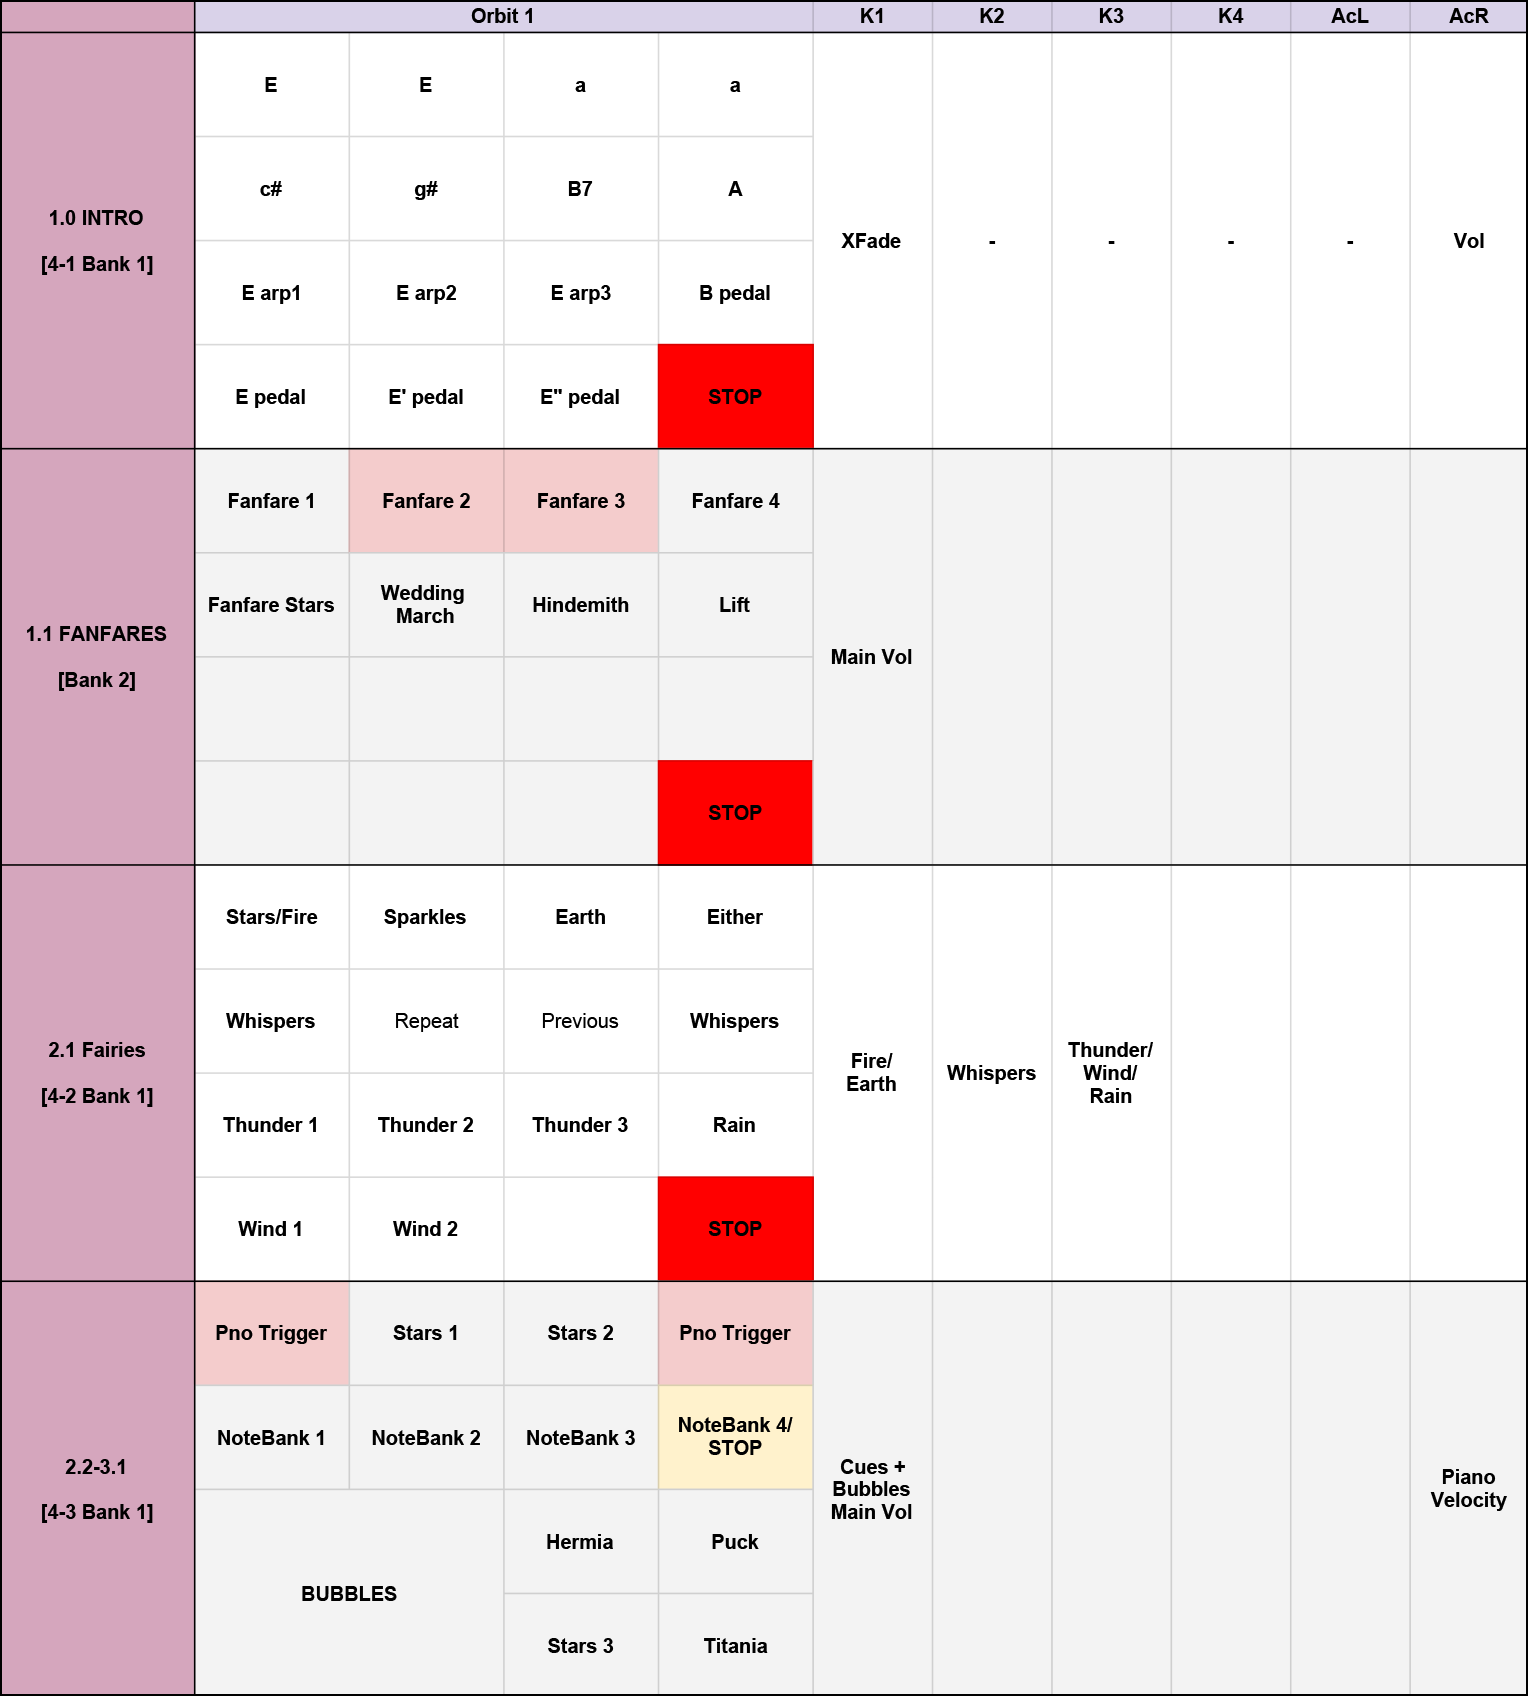 Orbit 1 K1 K2 K3 K4 AcL AcR
1.0 INTRO
[4-1 Bank 1]
E E a a
c# g# B7 A
E arp1 E arp2 E arp3 B pedal
E pedal E' pedal E" pedal STOP
XFade - - - - Vol
1.1 FANFARES
[Bank 2]
Fanfare 1 Fanfare 2 Fanfare 3 Fanfare 4
Fanfare Stars Wedding March Hindemith Lift
STOP
Main Vol
2.1 Fairies
[4-2 Bank 1]
Stars/Fire Sparkles Earth Either
Whispers Repeat Previous Whispers
Thunder 1 Thunder 2 Thunder 3 Rain
Wind 1 Wind 2 STOP
Fire/
Earth
Whispers
Thunder/
Wind/
Rain
2.2-3.1
[4-3 Bank 1]
Pno Trigger Stars 1 Stars 2 Pno Trigger
NoteBank 1 NoteBank 2 NoteBank 3 NoteBank 4/
STOP
BUBBLES
Hermia Puck
Stars 3 Titania
Cues +
Bubbles
Main Vol
Piano
Velocity